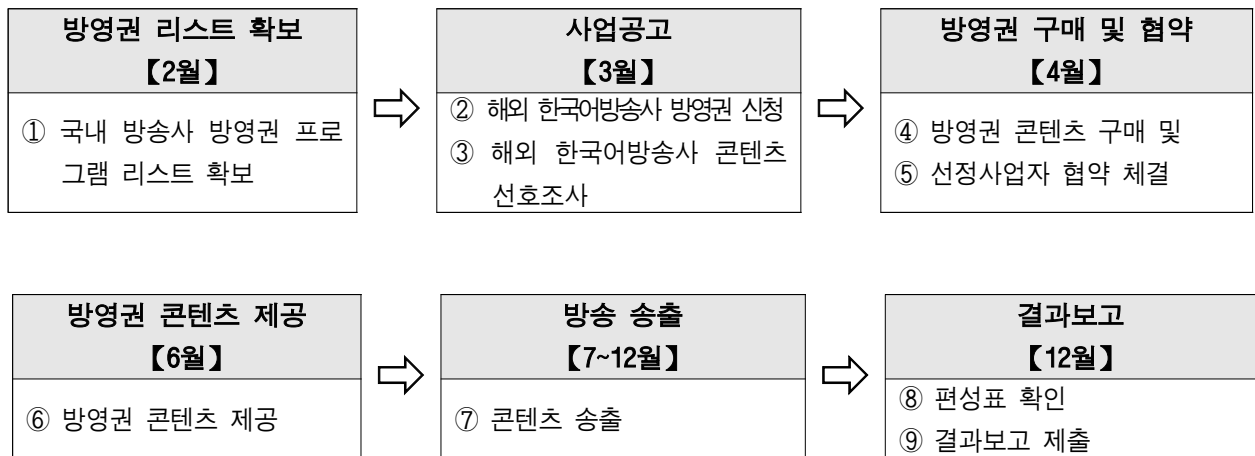 방영권 리스트 확보
【2월】
① 국내 방송사 방영권 프로
그램 리스트 확보
사업공고
【3월】
② 해외 한국어방송사 방영권 신청
③ 해외 한국어방송사 콘텐츠
선호조사
방영권 구매 및 협약
【4월】
④ 방영권 콘텐츠 구매 및
⑤ 선정사업자 협약 체결
방영권 콘텐츠 제공
【6월】
⑥ 방영권 콘텐츠 제공
방송 송출
【7~12월】
⑦ 콘텐츠 송출
결과보고
【12월】
⑧ 편성표 확인
⑨ 결과보고 제출